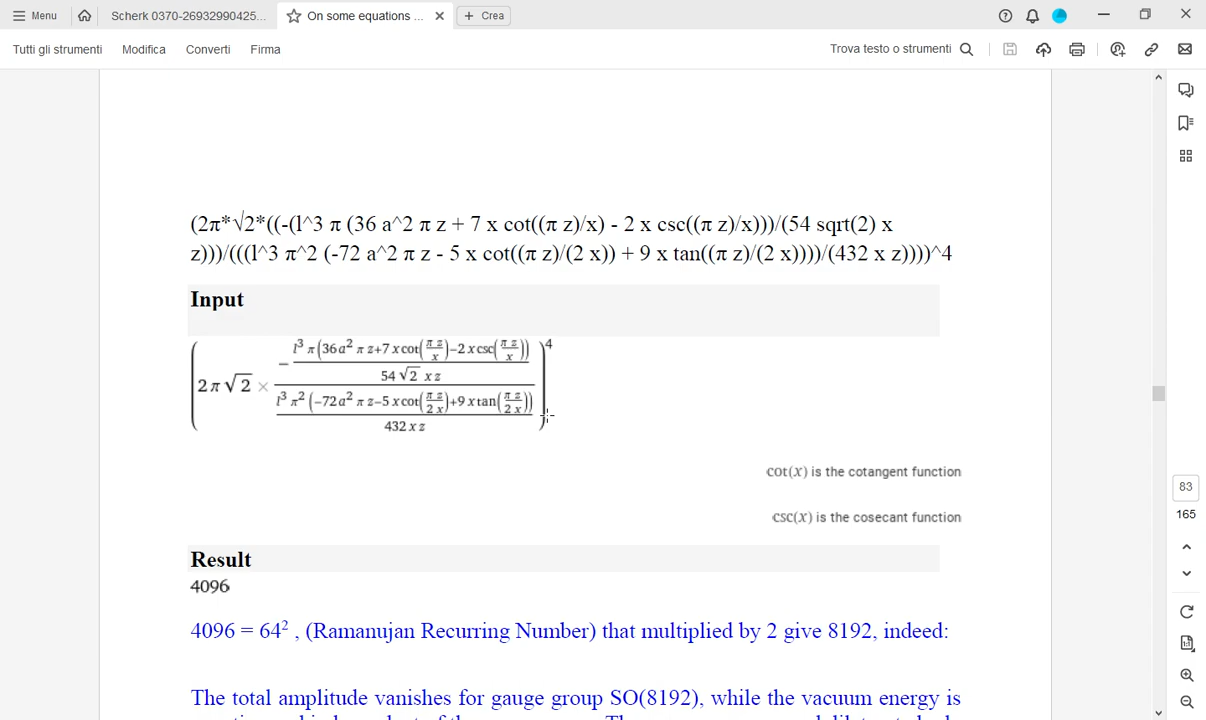 Menu Scherk 0370-26932990425... On some equations ... Crea
Tutti gli strumenti Modifica Converti Firma Trova testo o strumenti
(2π*√2*((-(l^3 π (36 a^2 π z + 7 x cot((π z)/x) - 2 x csc((π z)/x)))/(54 sqrt(2) x
z)))/(((l^3 π^2 (-72 a^2 π z - 5 x cot((π z)/(2 x)) + 9 x tan((π z)/(2 x))))/(432 x z))))^4
Input
(2 π √2 × (− (l³ π (36 a² π z+7 x cot(π z/x)−2 x csc(π z/x))) / (54 √2 x z)) / ((l³ π² (−72 a² π z−5 x cot(π z/2 x)+9 x tan(π z/2 x))) / (432 x z)))⁴
cot(x) is the cotangent function
csc(x) is the cosecant function
Result
4096
4096 = 64² , (Ramanujan Recurring Number) that multiplied by 2 give 8192, indeed:
The total amplitude vanishes for gauge group SO(8192), while the vacuum energy is
83
165